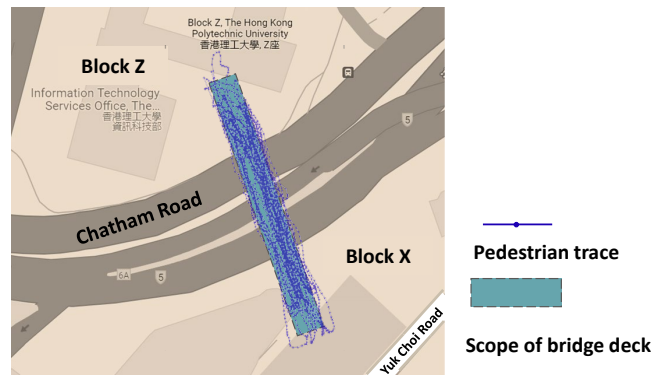 Block Z, The Hong Kong
Polytechnic University
香港理工大學, Z座
Block Z
Information Technology
Services Office, The...
香港理工大學
資訊科技部
5
Chatham Road
Block X
6A
5
Yuk Choi Road
Pedestrian trace
Scope of bridge deck